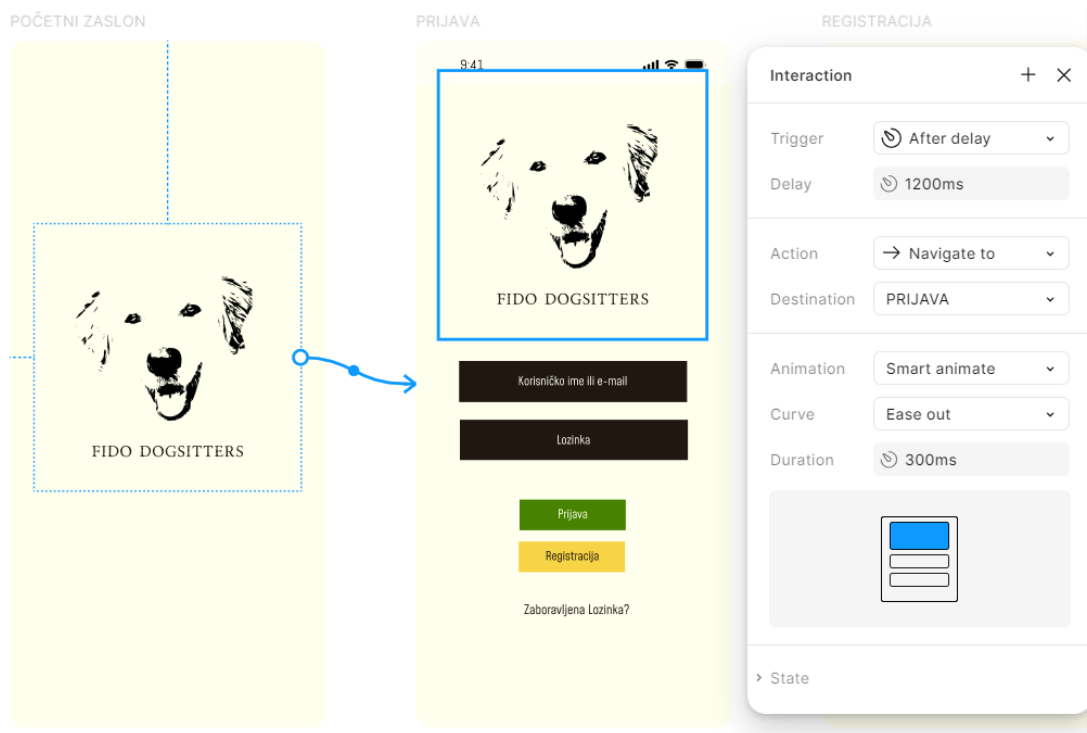 POČETNI ZASLON
FIDO DOGSITTERS
PRIJAVA
9:41
FIDO DOGSITTERS
Korisničko ime ili e-mail
Lozinka
Prijava
Registracija
Zaboravljena Lozinka?
REGISTRACIJA
Interaction
Trigger After delay
Delay 1200ms
Action Navigate to
Destination PRIJAVA
Animation Smart animate
Curve Ease out
Duration 300ms
State